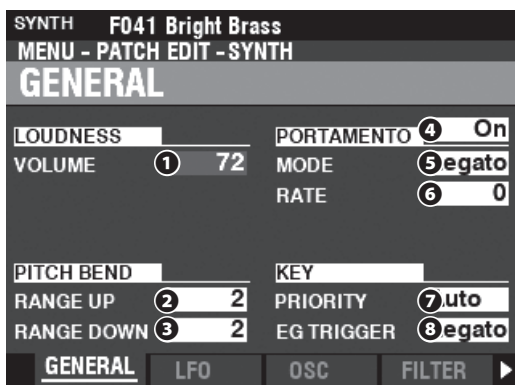 SYNTH F041 Bright Brass
MENU - PATCH EDIT - SYNTH
GENERAL
LOUDNESS
VOLUME 1 72
PORTAMENTO 4 On
MODE 5 egato
RATE 6 0
PITCH BEND
RANGE UP 2 2
RANGE DOWN 3 2
KEY
PRIORITY 7 uto
EG TRIGGER 8 egato
GENERAL LFO OSC FILTER